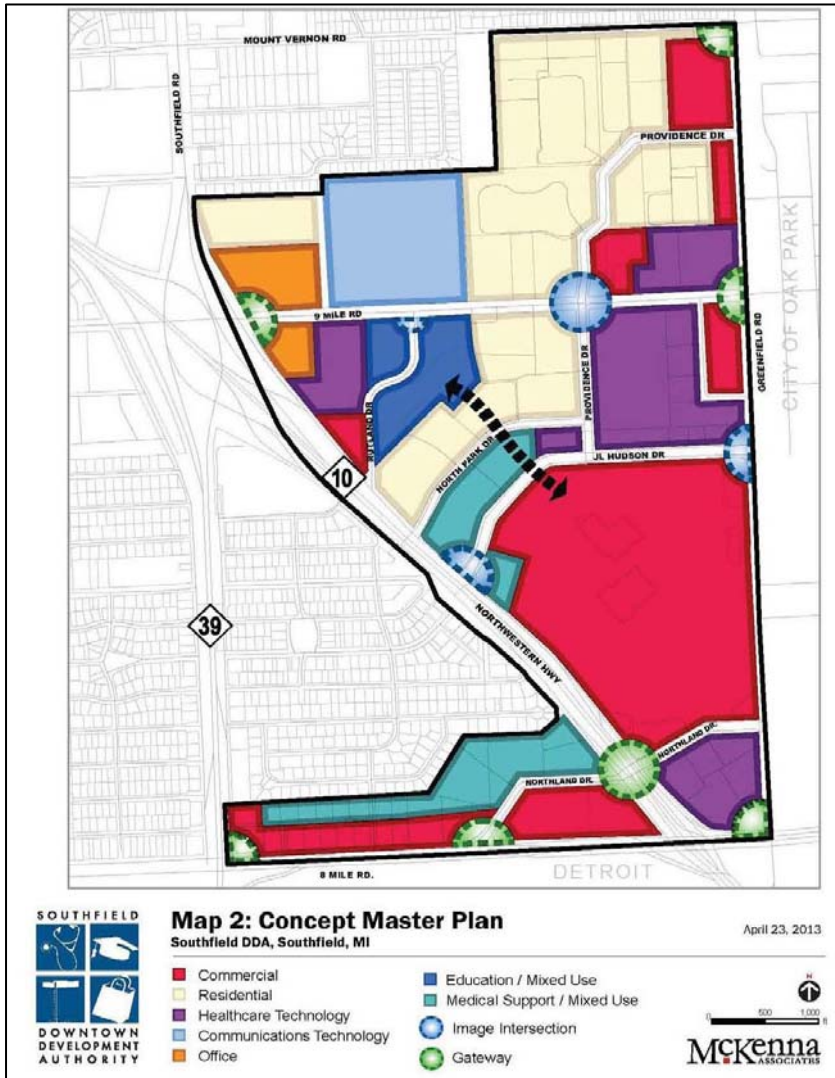 MOUNT VERNON RD
SOUTHFIELD RD
PROVIDENCE DR
CITY OF OAK PARK
9 MILE RD
GREENFIELD RD
PROVIDENCE DR
RUTLAND DR
NORTH PARK DR
JL HUDSON DR
10
39
NORTHWESTERN HWY
NORTHLAND DR.
NORTHLAND DR.
8 MILE RD.
DETROIT
SOUTHFIELD
DOWNTOWN
DEVELOPMENT
AUTHORITY
Map 2: Concept Master Plan
Southfield DDA, Southfield, MI
April 23, 2013
Commercial
Residential
Healthcare Technology
Communications Technology
Office
Education / Mixed Use
Medical Support / Mixed Use
Image Intersection
Gateway
N
0 500 1,000
ft
McKenna
ASSOCIATES